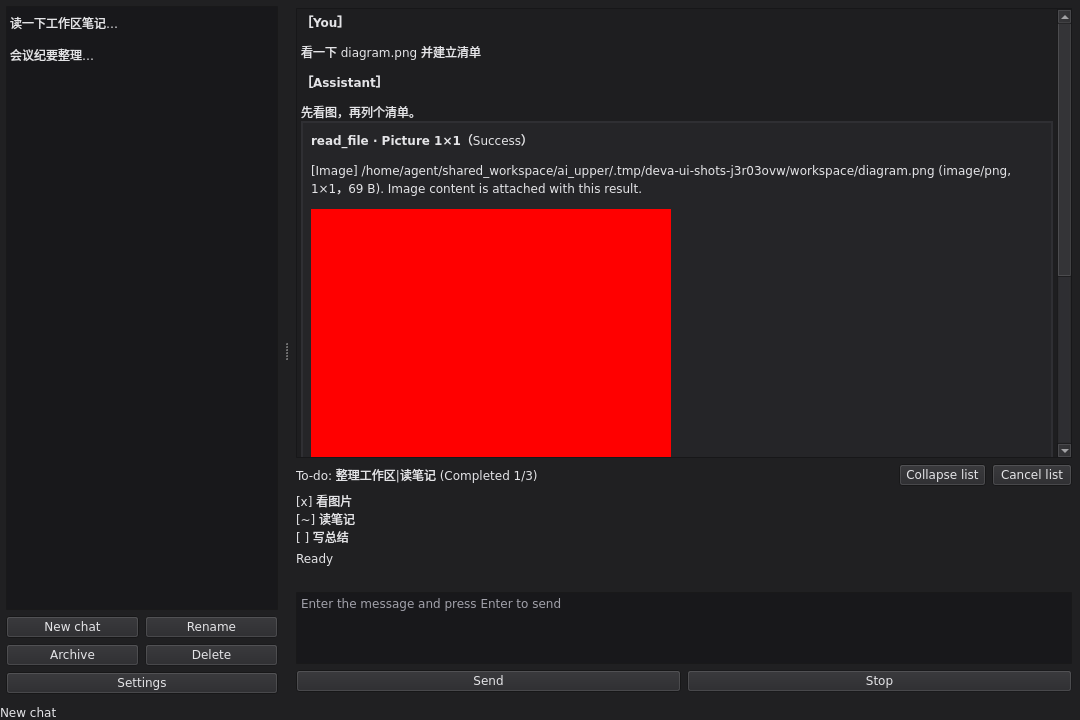 读一下工作区笔记...
会议纪要整理...
New chat
Rename
Archive
Delete
Settings
New chat
［You］
看一下 diagram.png 并建立清单
［Assistant］
先看图，再列个清单。
read_file · Picture 1×1（Success）
[Image] /home/agent/shared_workspace/ai_upper/.tmp/deva-ui-shots-j3r03ovw/workspace/diagram.png (image/png,
1×1，69 B). Image content is attached with this result.
To-do: 整理工作区|读笔记 (Completed 1/3)
Collapse list
Cancel list
[x] 看图片
[~] 读笔记
[ ] 写总结
Ready
Enter the message and press Enter to send
Send
Stop